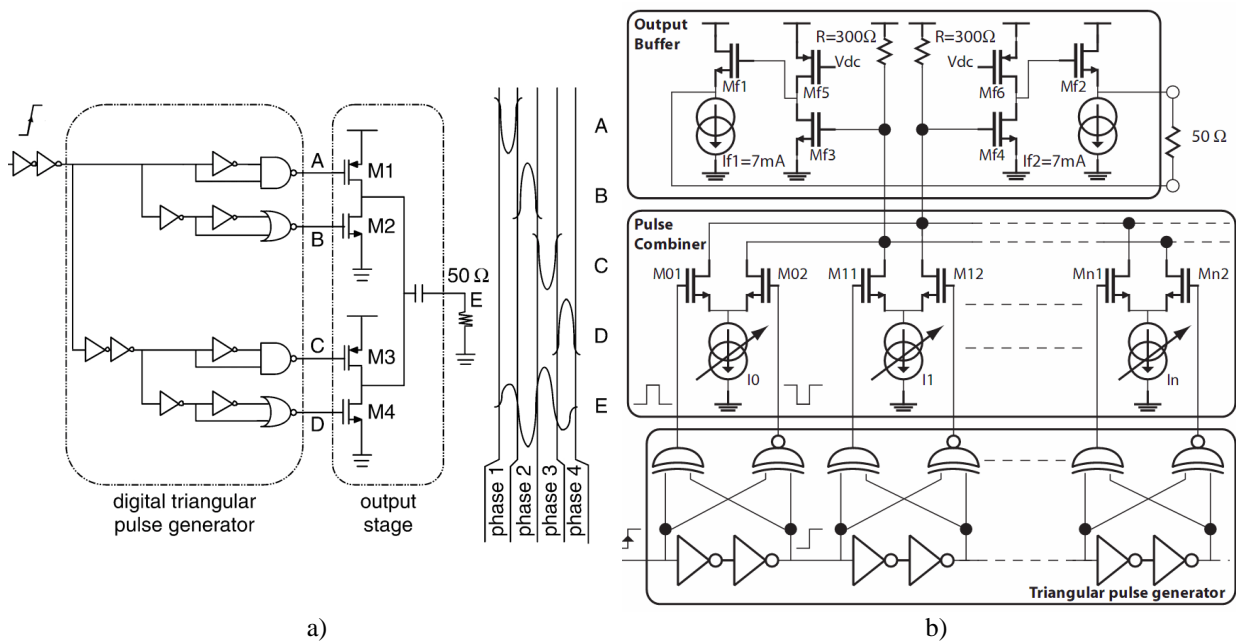 A
B
C
D
M1
M2
M3
M4
50 Ω
E
digital triangular
pulse generator
output
stage
A
B
C
D
E
phase 1
phase 2
phase 3
phase 4
a)
Output
Buffer
R=300Ω
R=300Ω
Vdc
Vdc
Mf1
Mf5
Mf6
Mf2
Mf3
Mf4
If1=7mA
If2=7mA
50 Ω
Pulse
Combiner
M01
M02
M11
M12
Mn1
Mn2
I0
I1
In
Triangular pulse generator
b)